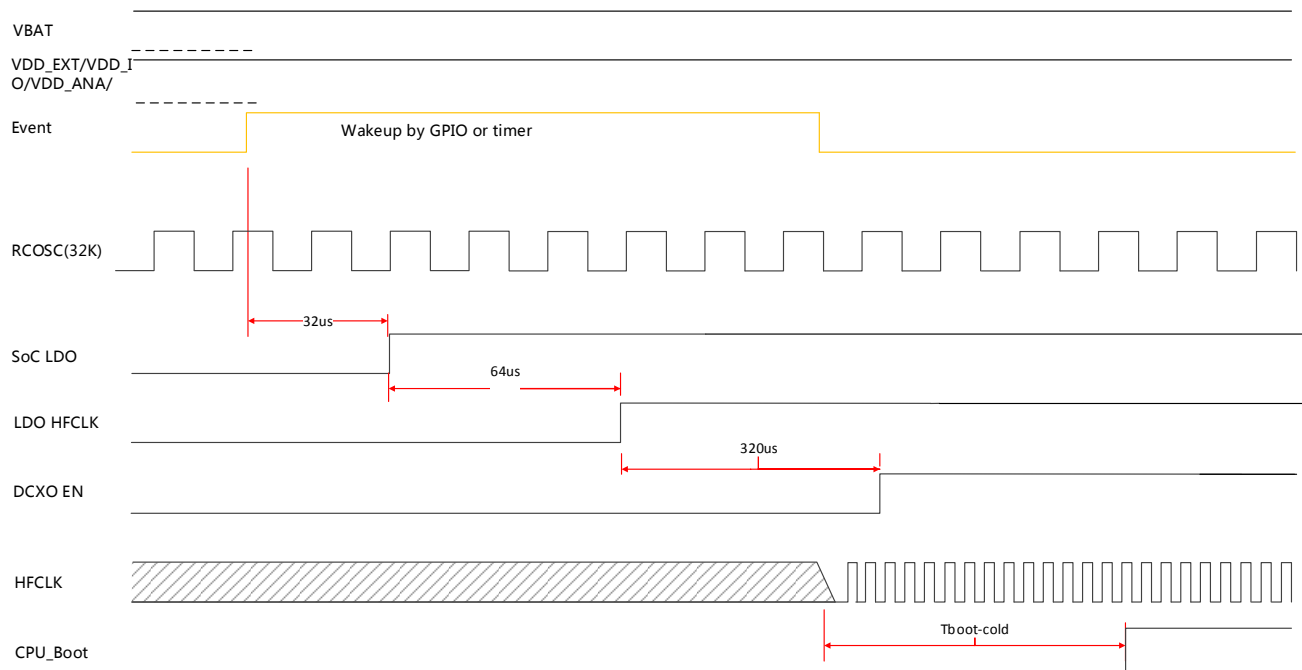 VBAT
VDD_EXT/VDD_I
O/VDD_ANA/
Event
Wakeup by GPIO or timer
RCOSC(32K)
32us
SoC LDO
64us
LDO HFCLK
320us
DCXO EN
HFCLK
Tboot-cold
CPU_Boot